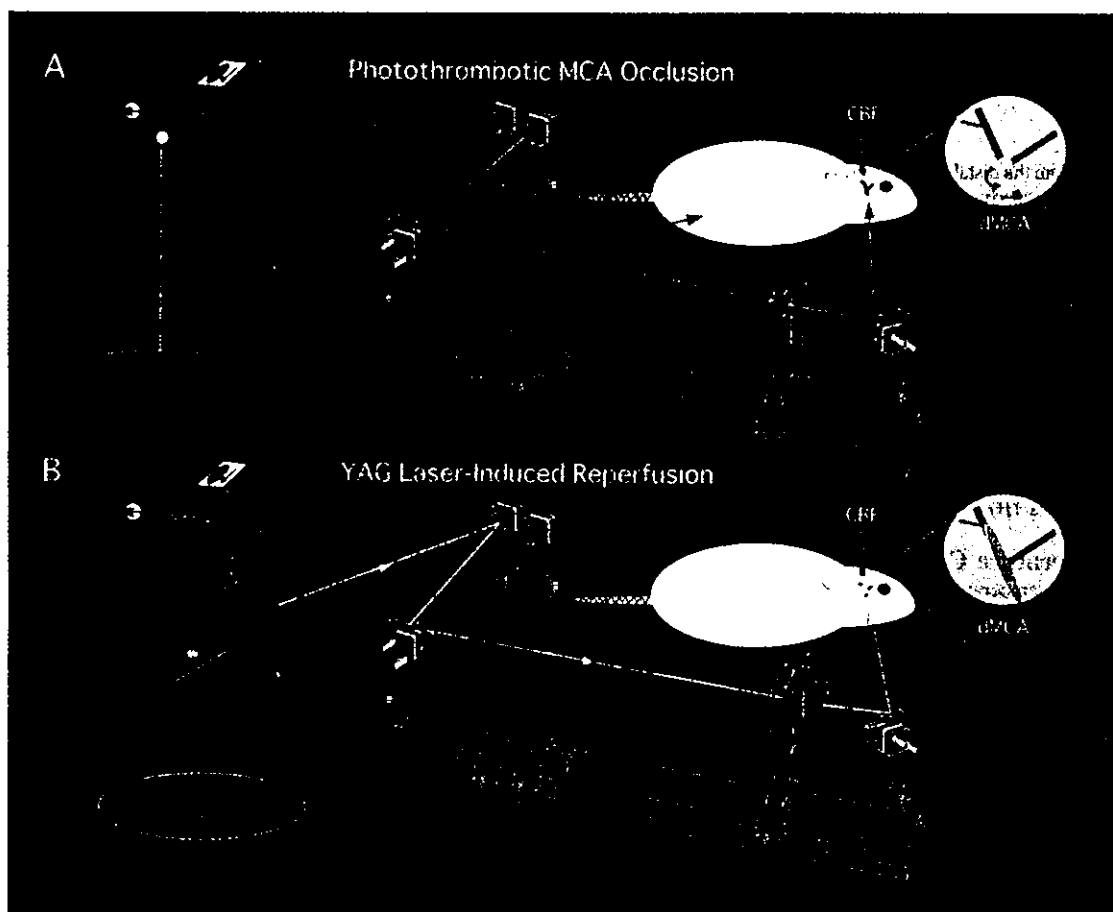 A
Photothrombotic MCA Occlusion
CBF
dMCA
B
YAG Laser-Induced Reperfusion
CBF
dMCA